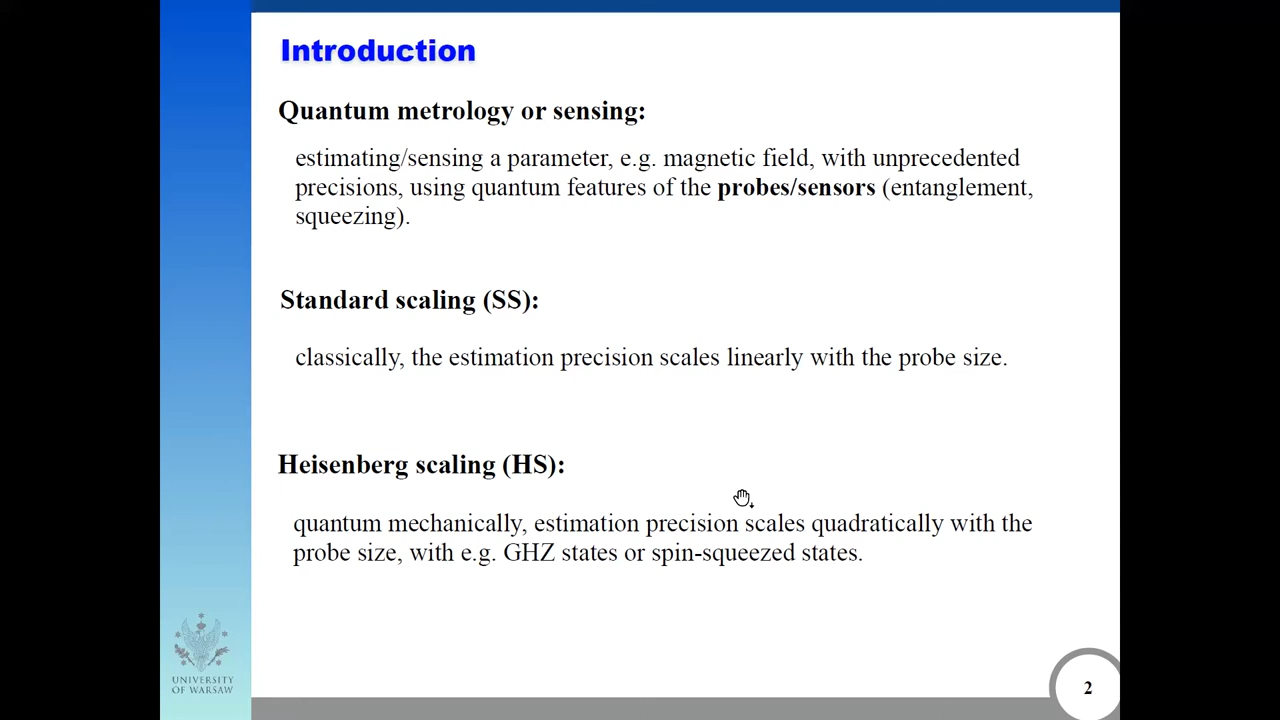 Introduction
Quantum metrology or sensing:
estimating/sensing a parameter, e.g. magnetic field, with unprecedented
precisions, using quantum features of the probes/sensors (entanglement,
squeezing).
Standard scaling (SS):
classically, the estimation precision scales linearly with the probe size.
Heisenberg scaling (HS):
quantum mechanically, estimation precision scales quadratically with the
probe size, with e.g. GHZ states or spin-squeezed states.
UNIVERSITY
OF WARSAW
2